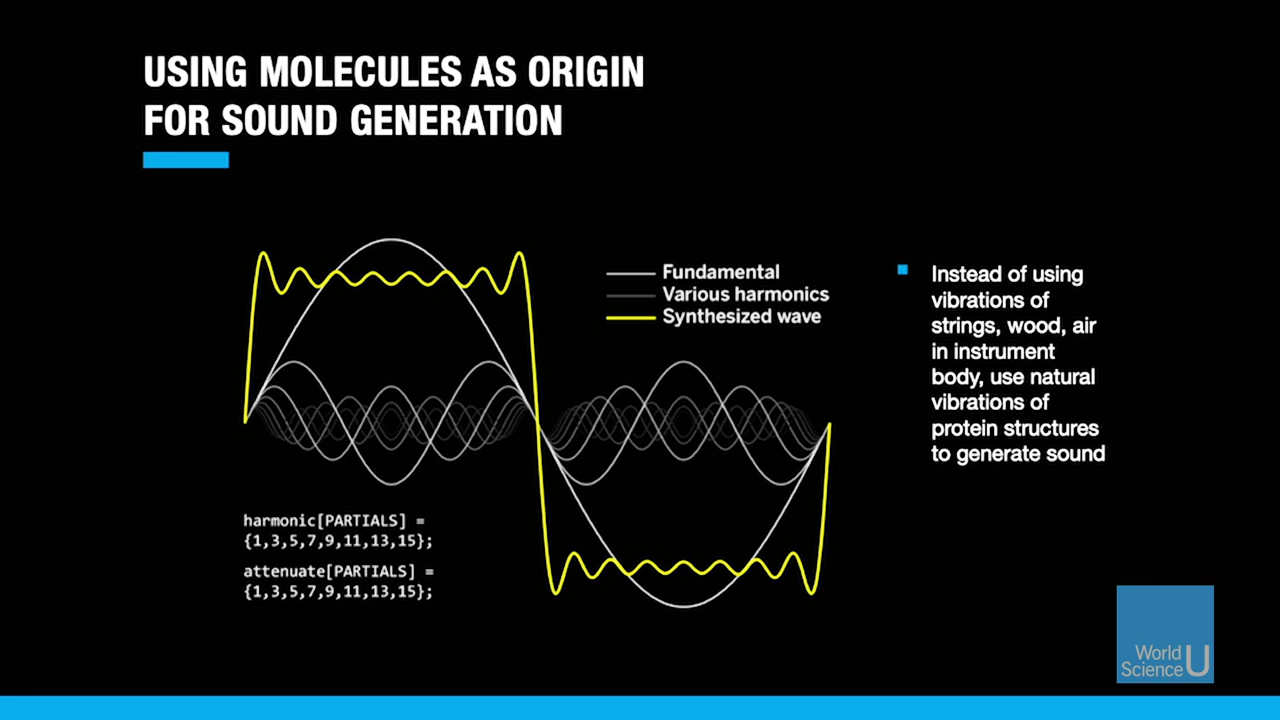 USING MOLECULES AS ORIGIN
FOR SOUND GENERATION
Fundamental
Various harmonics
Synthesized wave
Instead of using
vibrations of
strings, wood, air
in instrument
body, use natural
vibrations of
protein structures
to generate sound
harmonic[PARTIALS] =
{1,3,5,7,9,11,13,15};
attenuate[PARTIALS] =
{1,3,5,7,9,11,13,15};
World
Science U